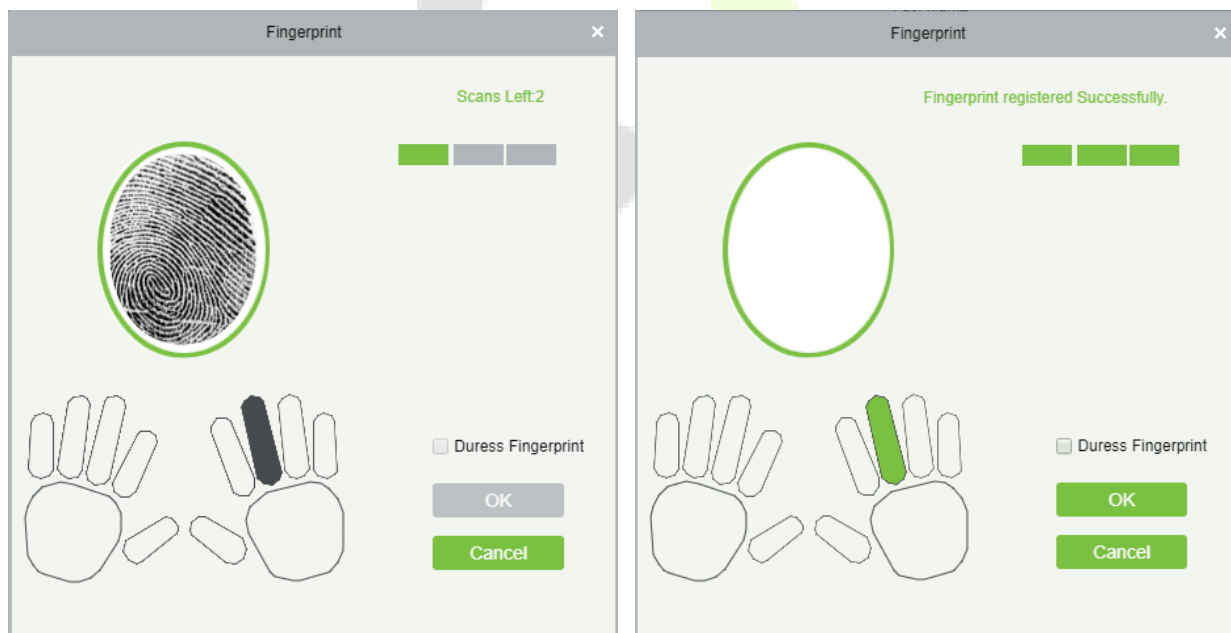 Fingerprint
Scans Left:2
Duress Fingerprint
OK
Cancel
Fingerprint
Fingerprint registered Successfully.
Duress Fingerprint
OK
Cancel